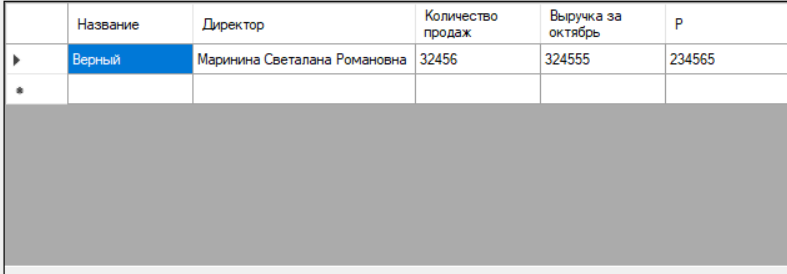 Название Директор Количество продаж Выручка за октябрь Р
Верный Маринина Светалана Романовна 32456 324555 234565